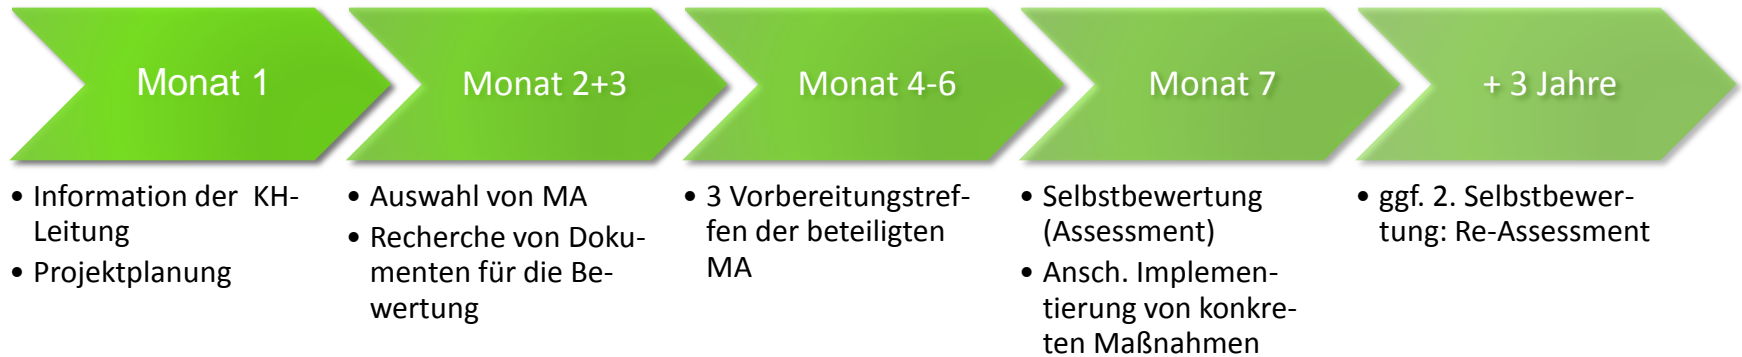 Monat 1
Monat 2+3
Monat 4-6
Monat 7
+ 3 Jahre
• Information der KH-
Leitung
• Projektplanung
• Auswahl von MA
• Recherche von Doku-
menten für die Be-
wertung
• 3 Vorbereitungstref-
fen der beteiligten
MA
• Selbstbewertung
(Assessment)
• Ansch. Implemen-
tierung von konkre-
ten Maßnahmen
• ggf. 2. Selbstbewer-
tung: Re-Assessment